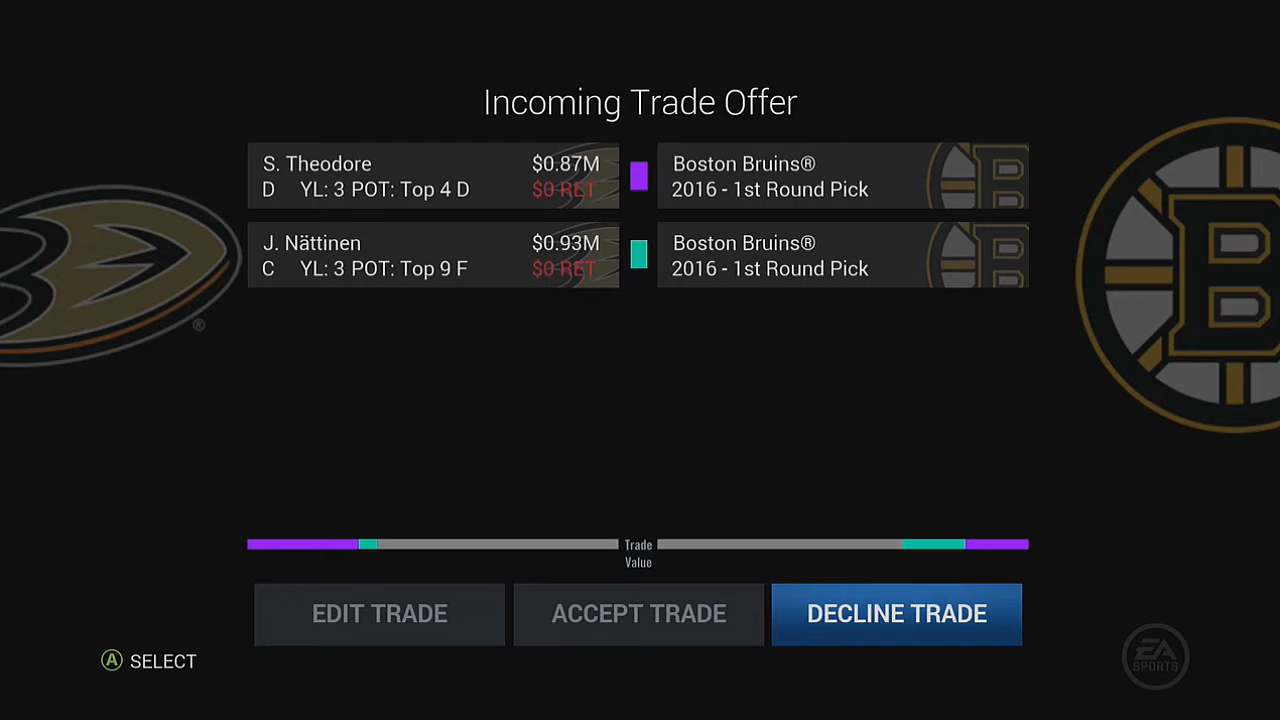 Incoming Trade Offer
S. Theodore $0.87M
D YL: 3 POT: Top 4 D $0 RET
Boston Bruins®
2016 - 1st Round Pick
J. Nättinen $0.93M
C YL: 3 POT: Top 9 F $0 RET
Boston Bruins®
2016 - 1st Round Pick
®
B
Trade
Value
EDIT TRADE
ACCEPT TRADE
DECLINE TRADE
A SELECT
EA
SPORTS